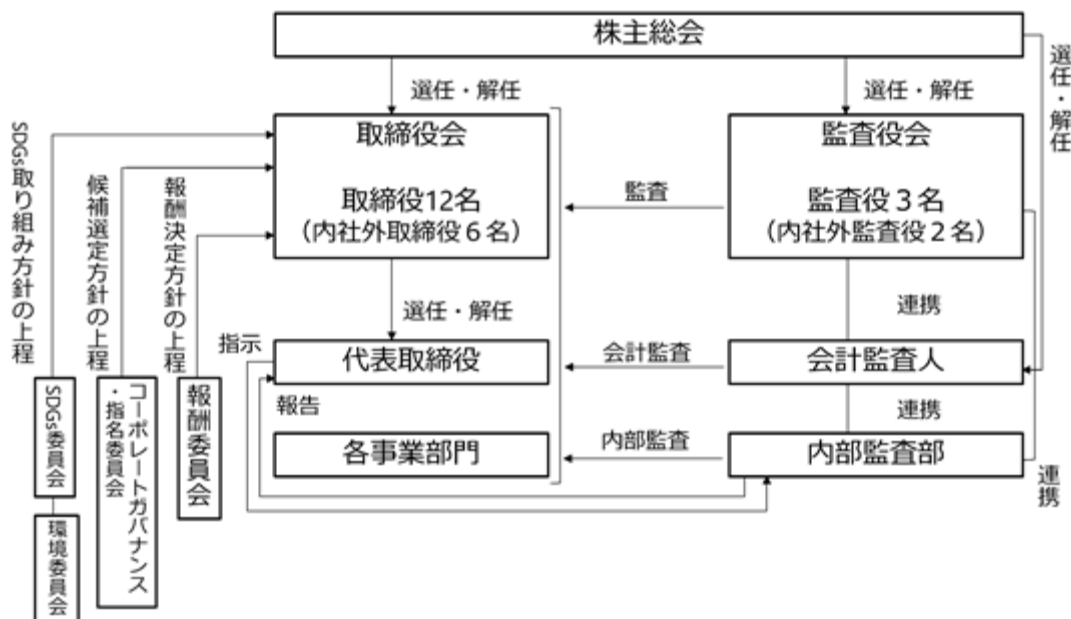 株主総会
選任・解任
選任・解任
選任・解任
取締役会
取締役12名
（内社外取締役６名）
監査
監査役会
監査役３名
（内社外監査役２名）
SDGs取り組み方針の上程
候補選定方針の上程
報酬決定方針の上程
選任・解任
連携
指示
代表取締役
会計監査
会計監査人
報告
連携
各事業部門
内部監査
内部監査部
連携
SDGs委員会
コーポレートガバナンス
・指名委員会
報酬委員会
環境委員会